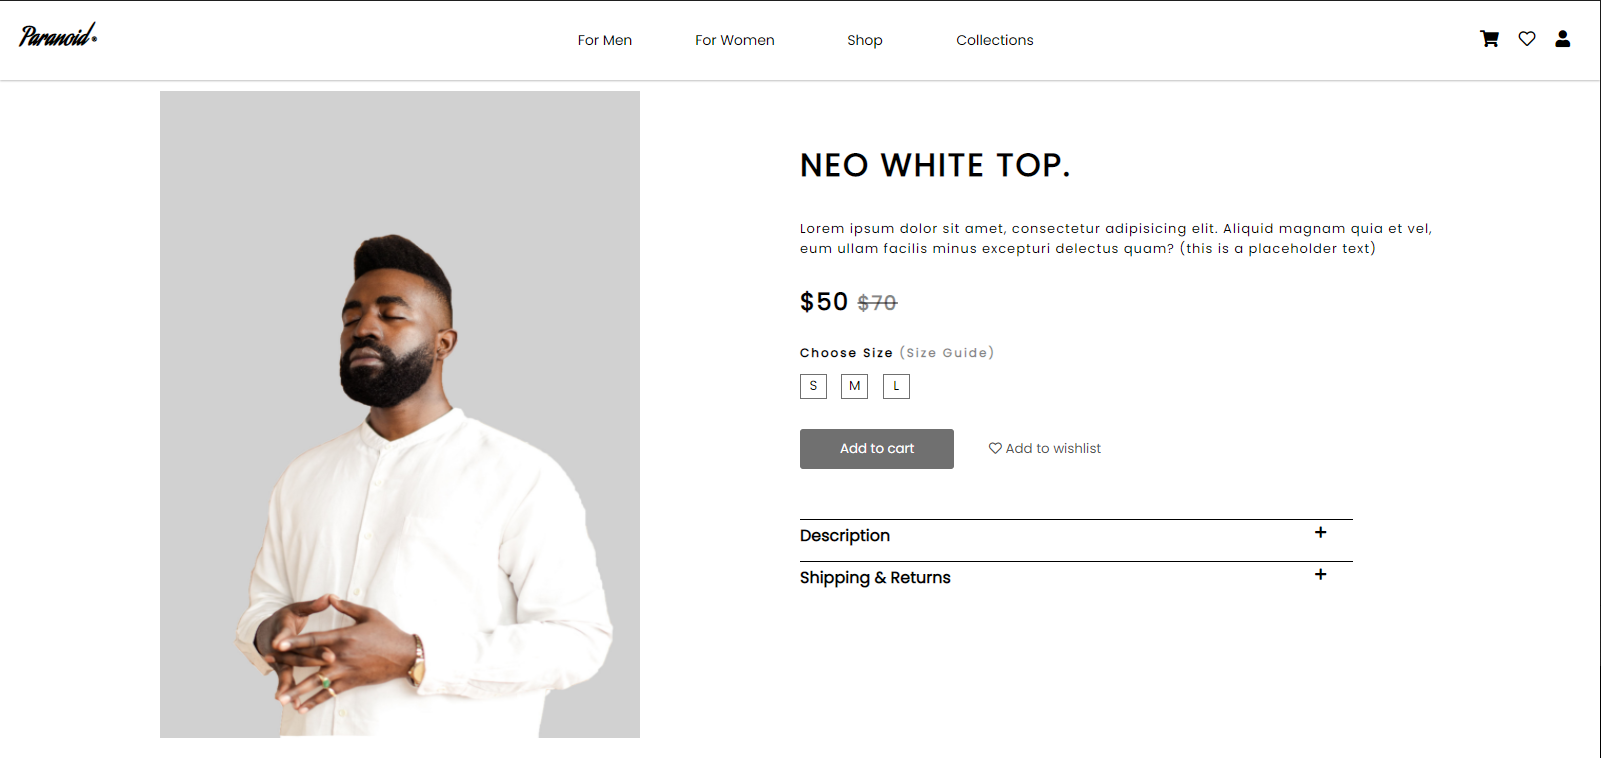 Paranoid ®
For Men
For Women
Shop
Collections
NEO WHITE TOP.
Lorem ipsum dolor sit amet, consectetur adipisicing elit. Aliquid magnam quia et vel,
eum ullam facilis minus excepturi delectus quam? (this is a placeholder text)
$50 $70
Choose Size (Size Guide)
S M L
Add to cart
Add to wishlist
Description +
Shipping & Returns +